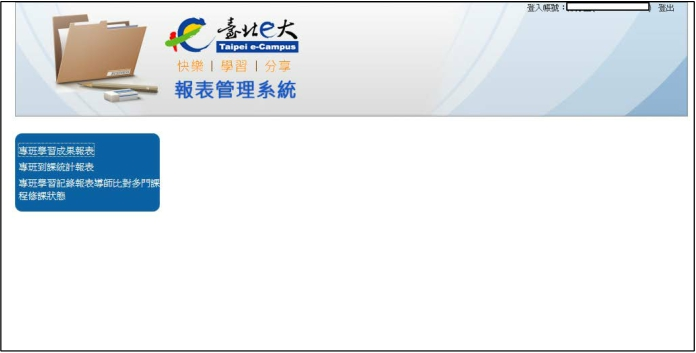 登入帳號：
登出
臺北e大
Taipei e-Campus
快樂 | 學習 | 分享
報表管理系統
專班學習成果報表
專班到課統計報表
專班學習記錄報表導師比對多門課
程修課狀態